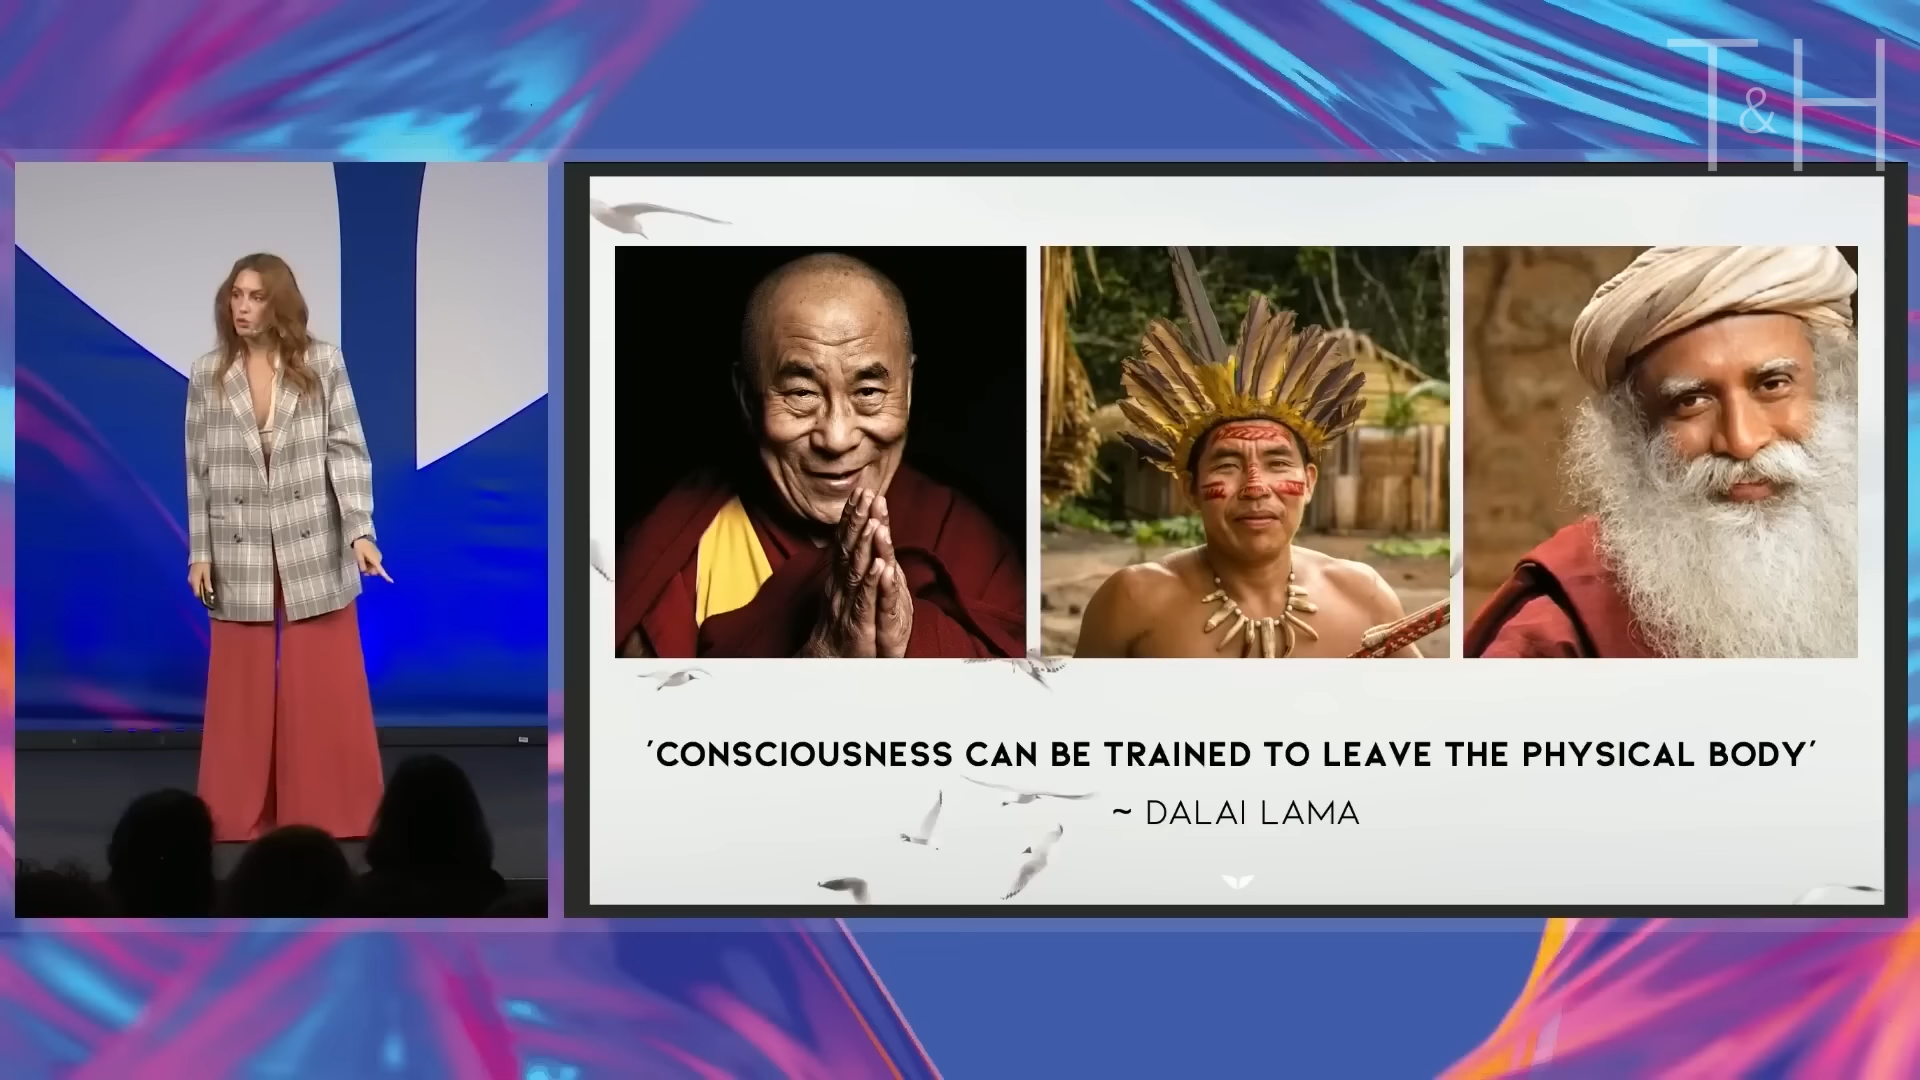 T&H
'CONSCIOUSNESS CAN BE TRAINED TO LEAVE THE PHYSICAL BODY'
~ DALAI LAMA